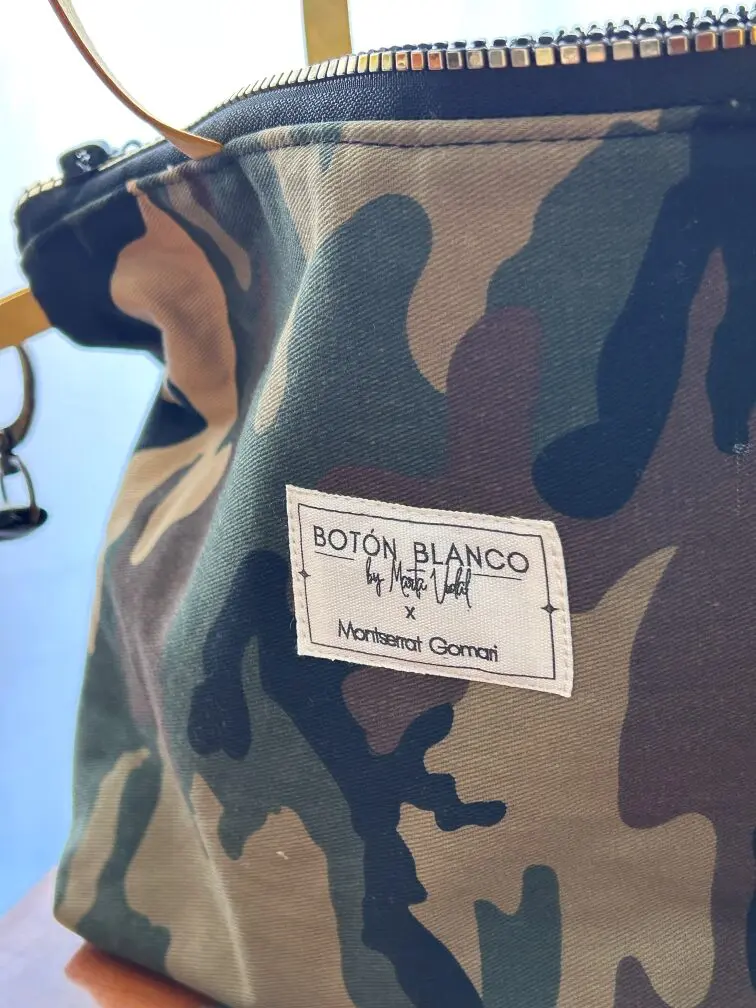 BOTÓN BLANCO
by Marta Vidal
x
Montserrat Gomari